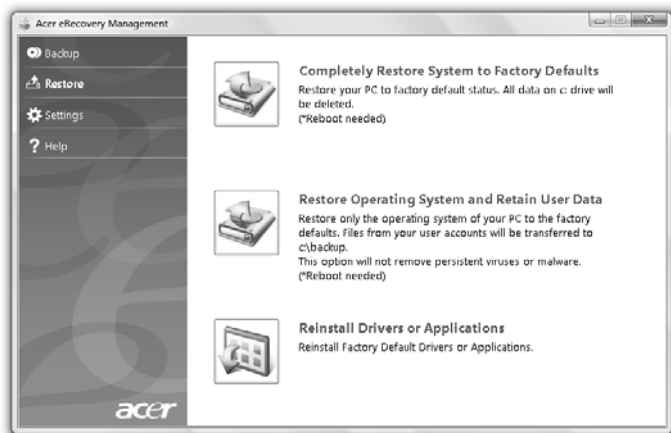 Acer eRecovery Management
Backup
Restore
Settings
? Help
Completely Restore System to Factory Defaults
Restore your PC to factory default status. All data on c: drive will
be deleted.
(*Reboot needed)
Restore Operating System and Retain User Data
Restore only the operating system of your PC to the factory
defaults. Files from your user accounts will be transferred to
c:\backup.
This option will not remove persistent viruses or malware.
(*Reboot needed)
Reinstall Drivers or Applications
Reinstall Factory Default Drivers or Applications.
acer